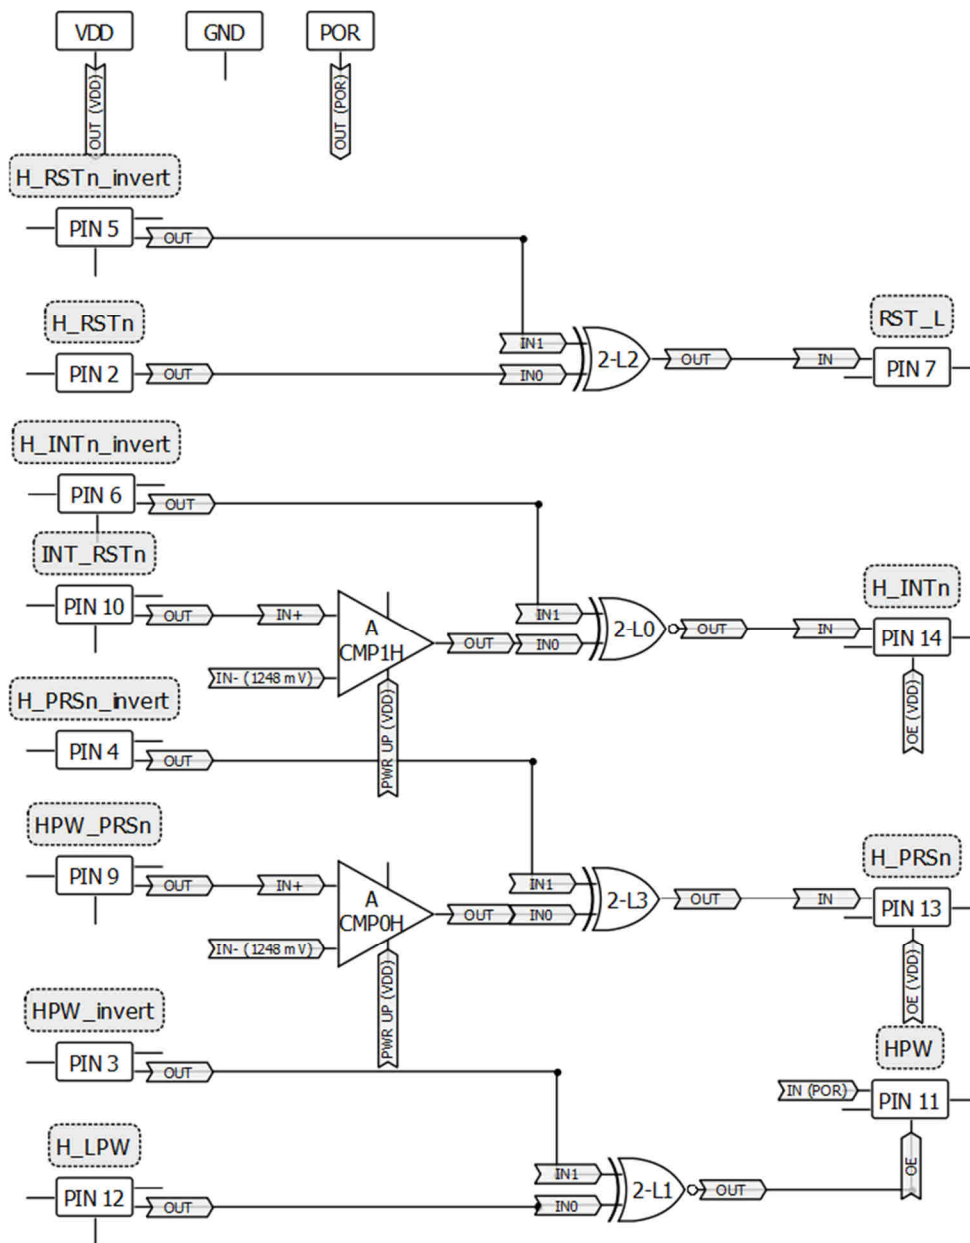 VDD
GND
POR
OUT (VDD)
OUT (POR)
H_RSTn_invert
PIN 5
OUT
H_RSTn
RST_L
IN1
2-L2
OUT
IN
PIN 2
OUT
IN0
PIN 7
H_INTn_invert
PIN 6
OUT
INT_RSTn
H_INTn
PIN 10
OUT
IN+
A
CMP1H
IN1
2-L0
OUT
IN
OUT
IN0
PIN 14
IN- (1248 mV)
H_PRSn_invert
PWR UP (VDD)
OE (VDD)
PIN 4
OUT
HPW_PRSn
H_PRSn
PIN 9
OUT
IN+
A
CMP0H
IN1
2-L3
OUT
IN
OUT
IN0
PIN 13
IN- (1248 mV)
PWR UP (VDD)
OE (VDD)
HPW_invert
HPW
PIN 3
OUT
IN (POR)
PIN 11
H_LPW
OE
IN1
2-L1
OUT
PIN 12
OUT
IN0